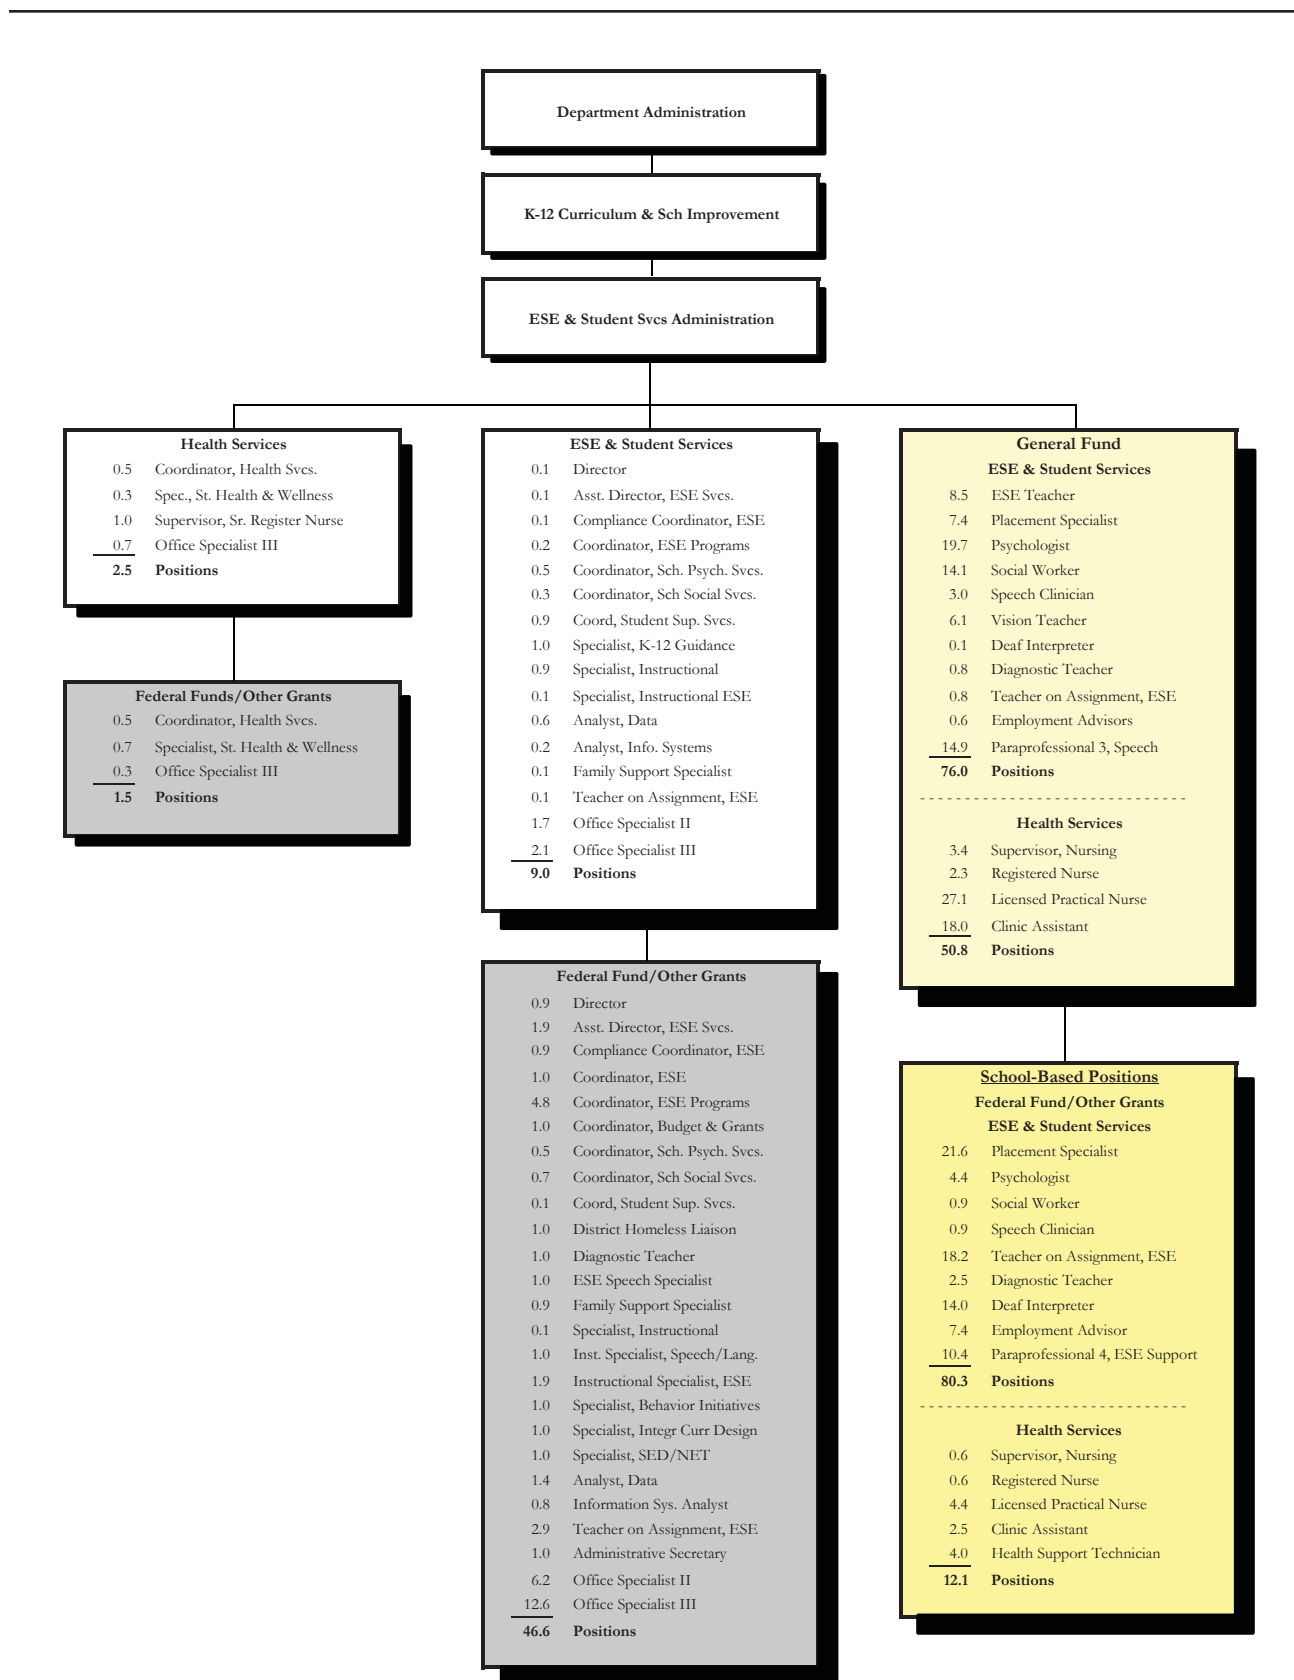 Department Administration
K-12 Curriculum & Sch Improvement
ESE & Student Svcs Administration
Health Services
0.5 Coordinator, Health Svcs.
0.3 Spec., St. Health & Wellness
1.0 Supervisor, Sr. Register Nurse
0.7 Office Specialist III
2.5 Positions
Federal Funds/Other Grants
0.5 Coordinator, Health Svcs.
0.7 Specialist, St. Health & Wellness
0.3 Office Specialist III
1.5 Positions
ESE & Student Services
0.1 Director
0.1 Asst. Director, ESE Svcs.
0.1 Compliance Coordinator, ESE
0.2 Coordinator, ESE Programs
0.5 Coordinator, Sch. Psych. Svcs.
0.3 Coordinator, Sch Social Svcs.
0.9 Coord, Student Sup. Svcs.
1.0 Specialist, K-12 Guidance
0.9 Specialist, Instructional
0.1 Specialist, Instructional ESE
0.6 Analyst, Data
0.2 Analyst, Info. Systems
0.1 Family Support Specialist
0.1 Teacher on Assignment, ESE
1.7 Office Specialist II
2.1 Office Specialist III
9.0 Positions
Federal Fund/Other Grants
0.9 Director
1.9 Asst. Director, ESE Svcs.
0.9 Compliance Coordinator, ESE
1.0 Coordinator, ESE
4.8 Coordinator, ESE Programs
1.0 Coordinator, Budget & Grants
0.5 Coordinator, Sch. Psych. Svcs.
0.7 Coordinator, Sch Social Svcs.
0.1 Coord, Student Sup. Svcs.
1.0 District Homeless Liaison
1.0 Diagnostic Teacher
1.0 ESE Speech Specialist
0.9 Family Support Specialist
0.1 Specialist, Instructional
1.0 Inst. Specialist, Speech/Lang.
1.9 Instructional Specialist, ESE
1.0 Specialist, Behavior Initiatives
1.0 Specialist, Integr Curr Design
1.0 Specialist, SED/NET
1.4 Analyst, Data
0.8 Information Sys. Analyst
2.9 Teacher on Assignment, ESE
1.0 Administrative Secretary
6.2 Office Specialist II
12.6 Office Specialist III
46.6 Positions
General Fund
ESE & Student Services
8.5 ESE Teacher
7.4 Placement Specialist
19.7 Psychologist
14.1 Social Worker
3.0 Speech Clinician
6.1 Vision Teacher
0.1 Deaf Interpreter
0.8 Diagnostic Teacher
0.8 Teacher on Assignment, ESE
0.6 Employment Advisors
14.9 Paraprofessional 3, Speech
76.0 Positions
Health Services
3.4 Supervisor, Nursing
2.3 Registered Nurse
27.1 Licensed Practical Nurse
18.0 Clinic Assistant
50.8 Positions
School-Based Positions
Federal Fund/Other Grants
ESE & Student Services
21.6 Placement Specialist
4.4 Psychologist
0.9 Social Worker
0.9 Speech Clinician
18.2 Teacher on Assignment, ESE
2.5 Diagnostic Teacher
14.0 Deaf Interpreter
7.4 Employment Advisor
10.4 Paraprofessional 4, ESE Support
80.3 Positions
Health Services
0.6 Supervisor, Nursing
0.6 Registered Nurse
4.4 Licensed Practical Nurse
2.5 Clinic Assistant
4.0 Health Support Technician
12.1 Positions